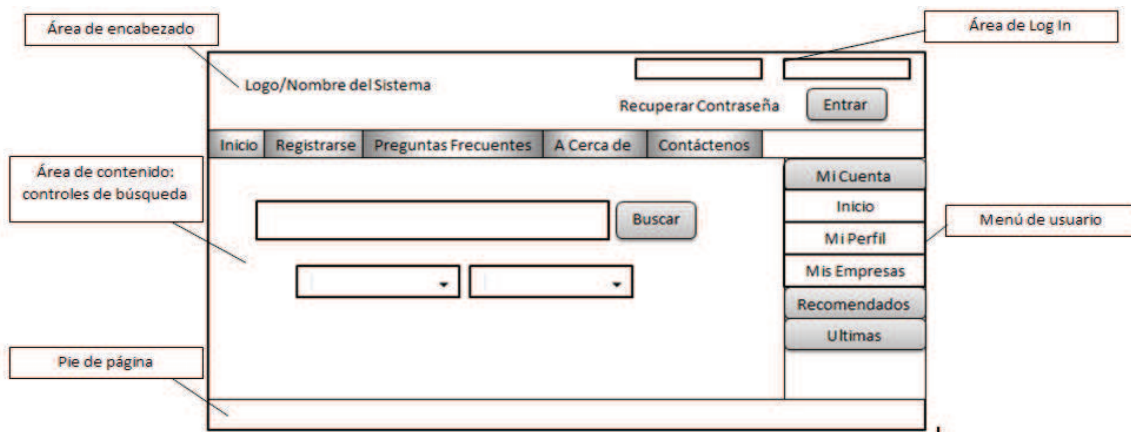 Área de encabezado
Área de Log In
Logo/Nombre del Sistema
Recuperar Contraseña
Entrar
Inicio
Registrarse
Preguntas Frecuentes
A Cerca de
Contáctenos
Área de contenido:
controles de búsqueda
Buscar
Mi Cuenta
Inicio
Mi Perfil
Mis Empresas
Recomendados
Ultimas
Menú de usuario
Pie de página